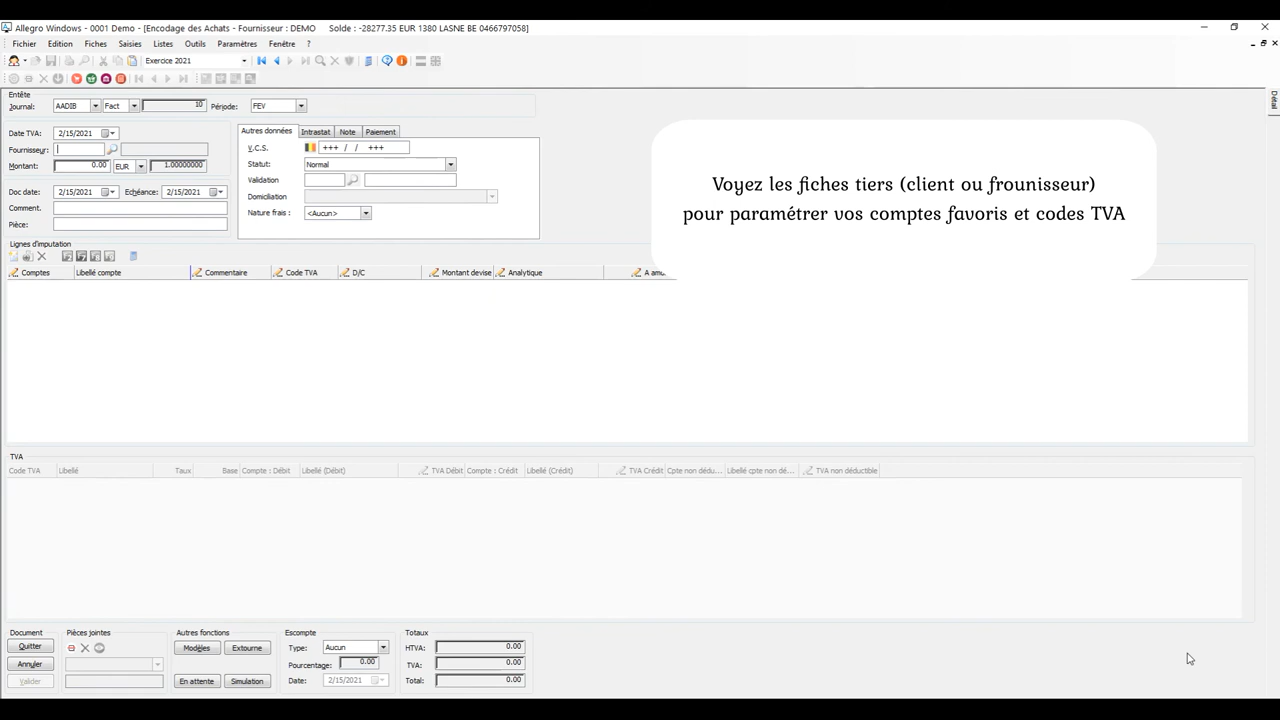 Allegro Windows - 0001 Demo - [Encodage des Achats - Fournisseur : DEMO Solde : -28277.35 EUR 1380 LASNE BE 0466797058]
Fichier Edition Fiches Saisies Listes Outils Paramètres Fenêtre ?
Exercice 2021
Entête
Journal: AADIB Fact 10 Période: FEV
Détail
Date TVA: 2/15/2021
Fournisseur:
Montant: 0.00 EUR 1.00000000
Doc date: 2/15/2021 Echéance: 2/15/2021
Comment.
Pièce:
Autres données Intrastat Note Paiement
V.C.S. +++ / / +++
Statut: Normal
Validation
Domiciliation
Nature frais : <Aucun>
Voyez les fiches tiers (client ou frounisseur)
pour paramétrer vos comptes favoris et codes TVA
Lignes d'imputation
Comptes Libellé compte Commentaire Code TVA D/C Montant devise Analytique
TVA
Code TVA Libellé Taux Base Compte : Débit Libellé (Débit) TVA Débit Compte : Crédit Libellé (Crédit) TVA Crédit Cpte non dédu... Libellé cpte non dé... TVA non déductible
Document
Quitter
Annuler
Valider
Pièces jointes
Autres fonctions
Modèles Extourne
En attente Simulation
Escompte
Type: Aucun
Pourcentage: 0.00
Date: 2/15/2021
Totaux
HTVA: 0.00
TVA: 0.00
Total: 0.00